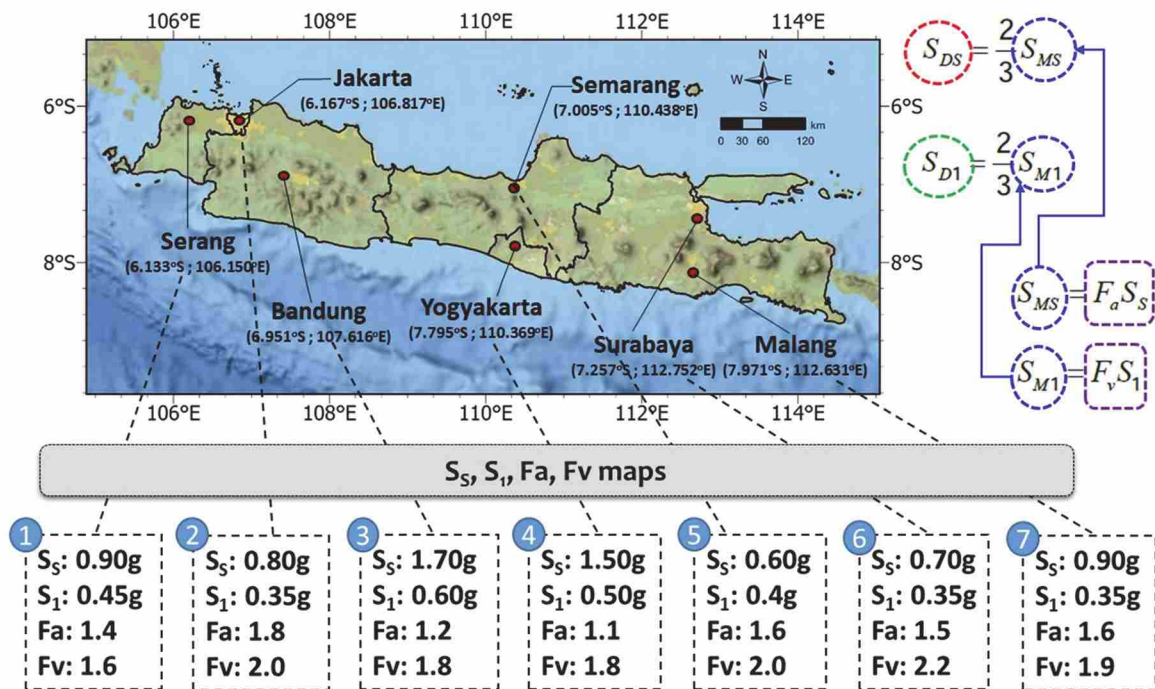 106°E 108°E 110°E 112°E 114°E
6°S
8°S
Jakarta
(6.167°S ; 106.817°E)
Semarang
(7.005°S ; 110.438°E)
N
W E
S
0 30 60 120 km
Serang
(6.133°S ; 106.150°E)
Bandung
(6.951°S ; 107.616°E)
Yogyakarta
(7.795°S ; 110.369°E)
Surabaya
(7.257°S ; 112.752°E)
Malang
(7.971°S ; 112.631°E)
6°S
8°S
106°E 108°E 110°E 112°E 114°E
S_DS = 2/3 S_MS
S_D1 = 2/3 S_M1
S_MS = F_a S_S
S_M1 = F_v S_1
S_S, S_1, Fa, Fv maps
1
S_S: 0.90g
S_1: 0.45g
Fa: 1.4
Fv: 1.6
2
S_S: 0.80g
S_1: 0.35g
Fa: 1.8
Fv: 2.0
3
S_S: 1.70g
S_1: 0.60g
Fa: 1.2
Fv: 1.8
4
S_S: 1.50g
S_1: 0.50g
Fa: 1.1
Fv: 1.8
5
S_S: 0.60g
S_1: 0.4g
Fa: 1.6
Fv: 2.0
6
S_S: 0.70g
S_1: 0.35g
Fa: 1.5
Fv: 2.2
7
S_S: 0.90g
S_1: 0.35g
Fa: 1.6
Fv: 1.9